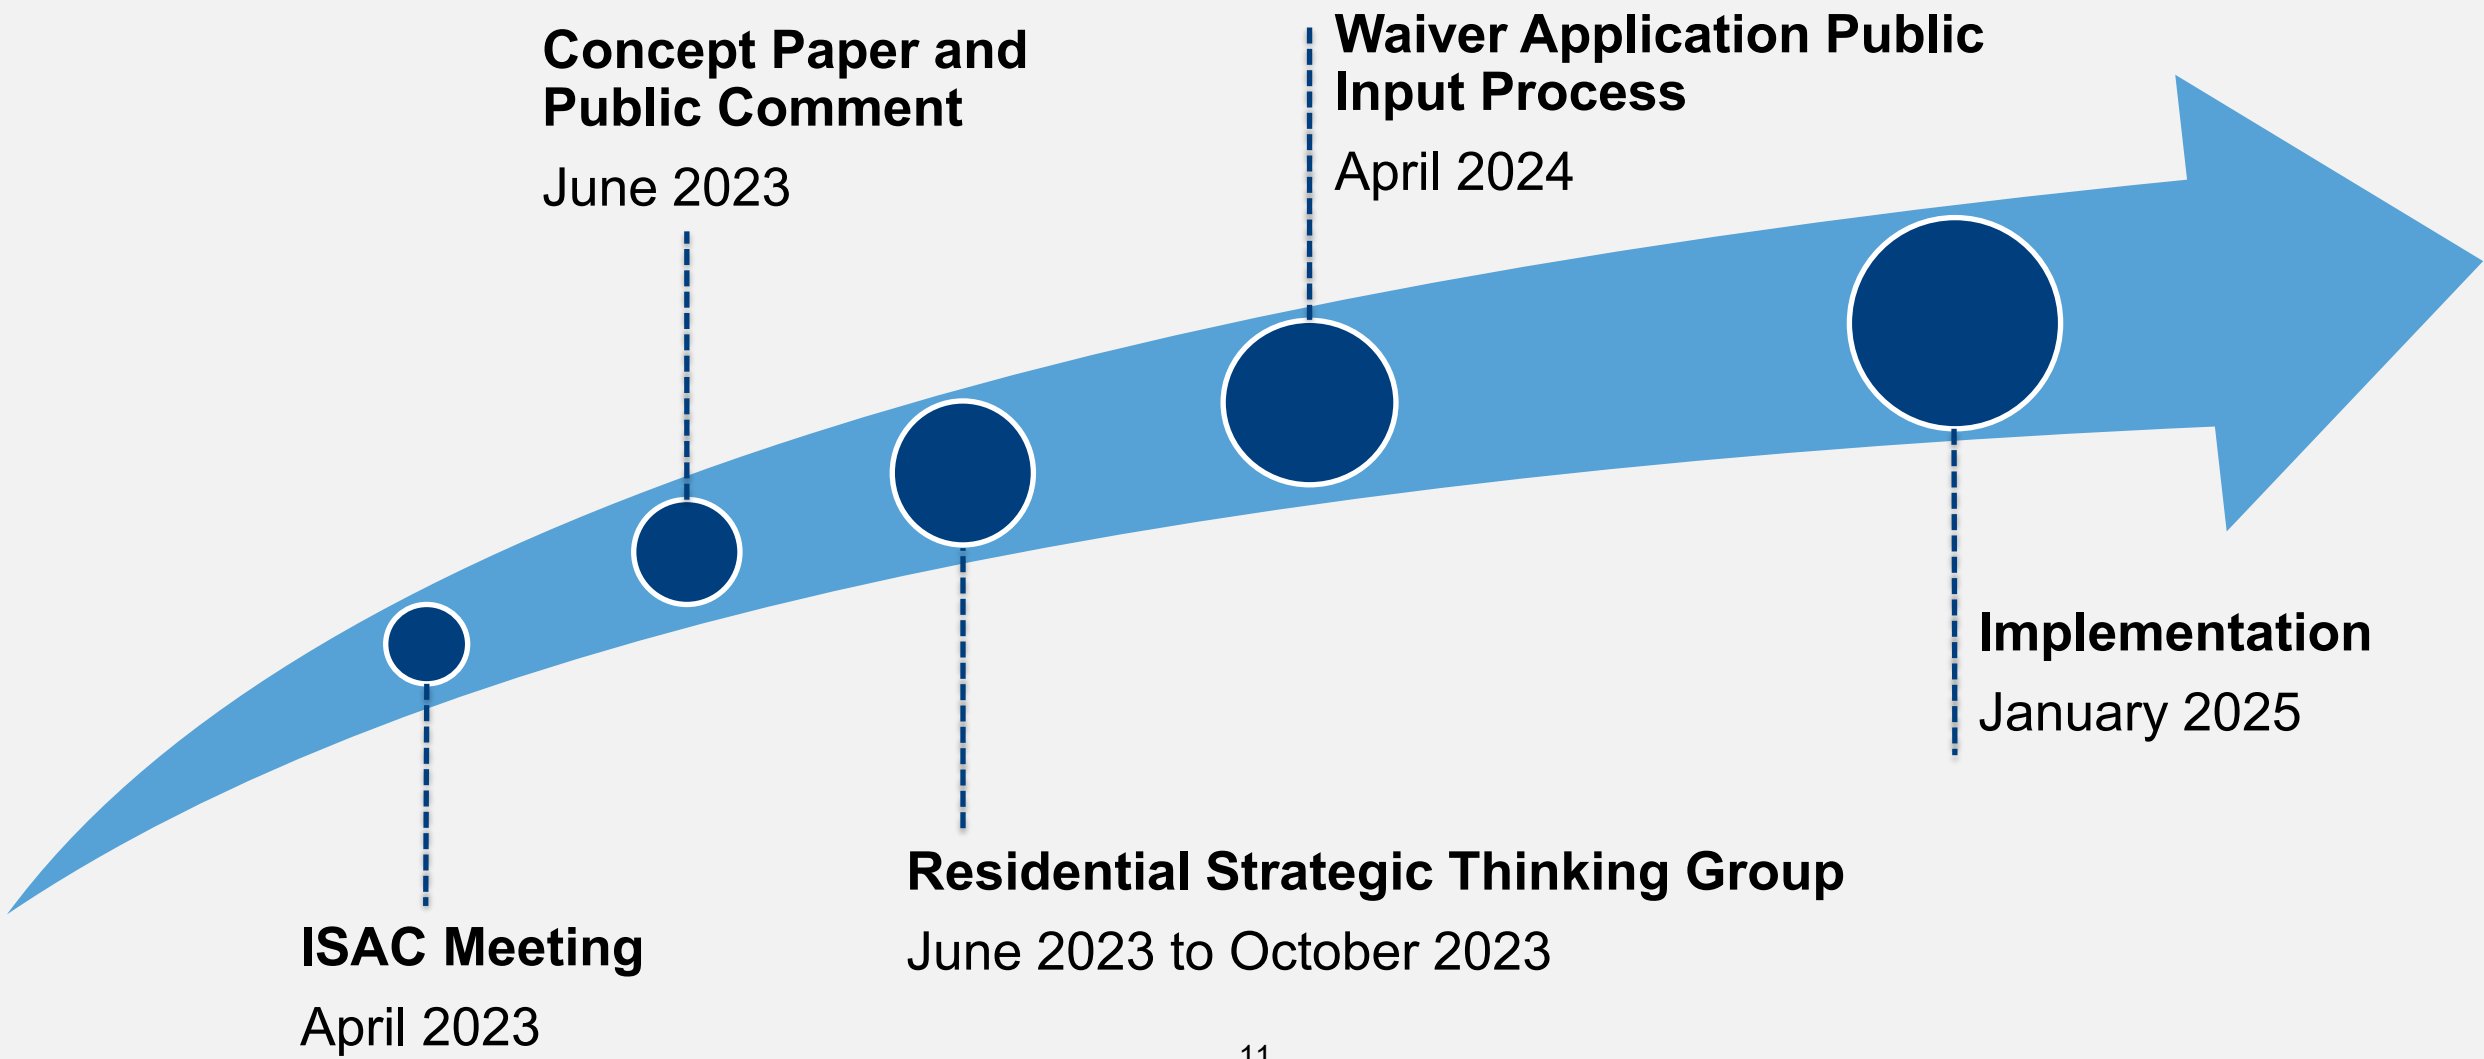 Concept Paper and
Public Comment
June 2023
Waiver Application Public
Input Process
April 2024
Implementation
January 2025
Residential Strategic Thinking Group
June 2023 to October 2023
ISAC Meeting
April 2023
11